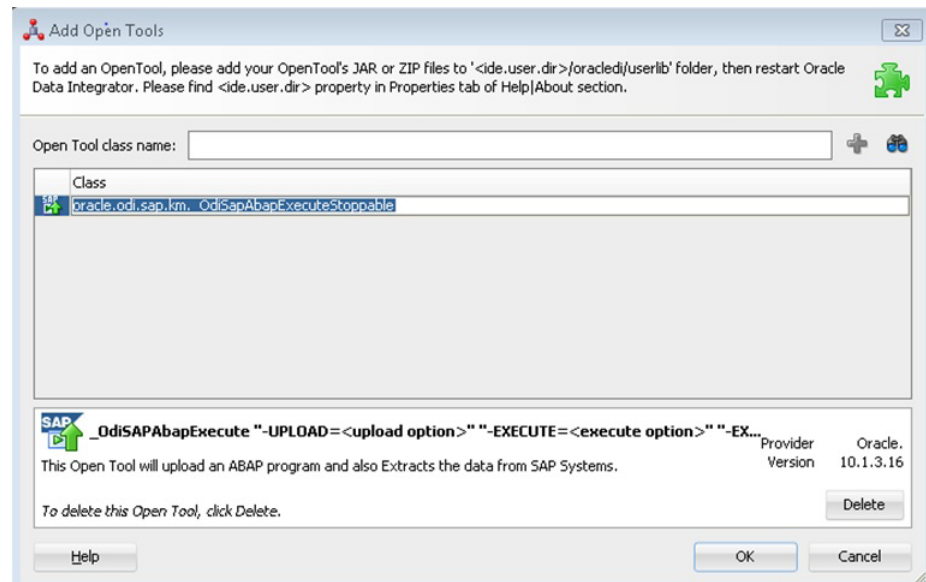 Add Open Tools
To add an OpenTool, please add your OpenTool's JAR or ZIP files to '<ide.user.dir>/oracledi/userlib' folder, then restart Oracle
Data Integrator. Please find <ide.user.dir> property in Properties tab of Help|About section.
Open Tool class name:
Class
SAP
oracle.odi.sap.km. OdiSapAbapExecuteStoppable
SAP
_OdiSAPAbapExecute "-UPLOAD=<upload option>" "-EXECUTE=<execute option>" "-EX...
Provider Oracle.
This Open Tool will upload an ABAP program and also Extracts the data from SAP Systems.
Version 10.1.3.16
To delete this Open Tool, click Delete.
Delete
Help
OK
Cancel